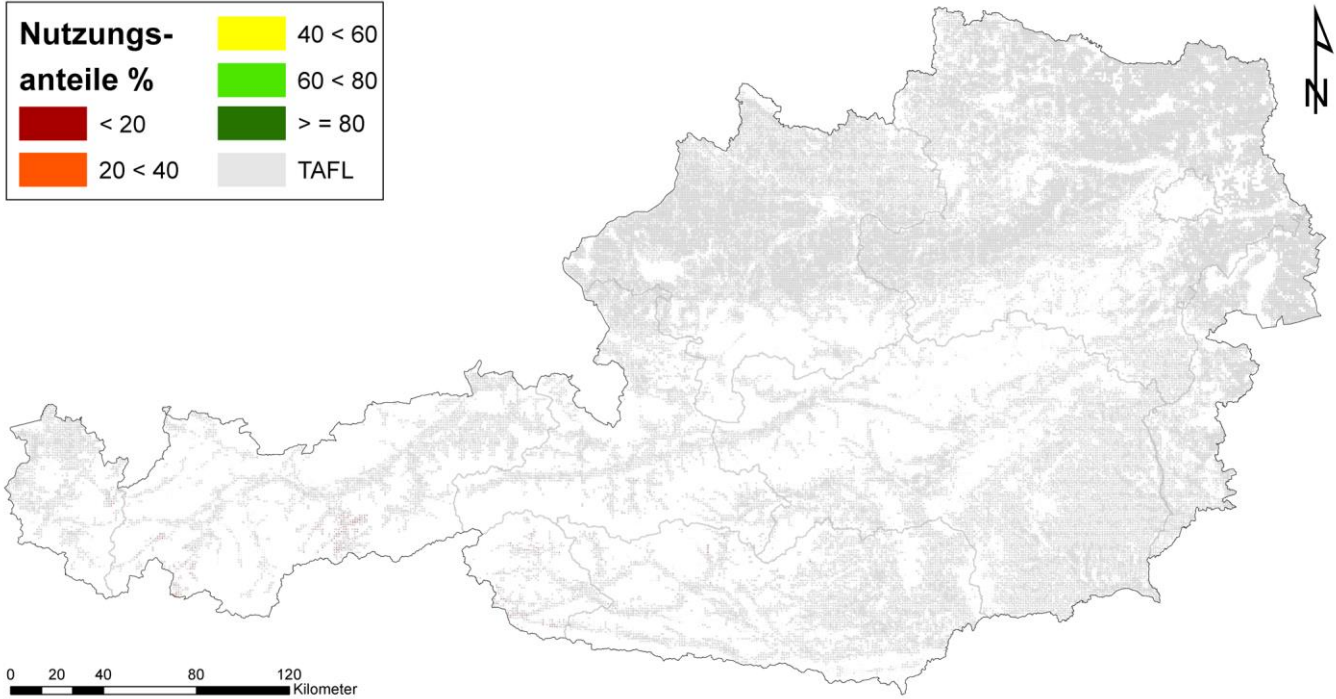 Nutzungs-
anteile %
< 20
20 < 40
40 < 60
60 < 80
> = 80
TAFL
N
0 20 40 80 120
Kilometer